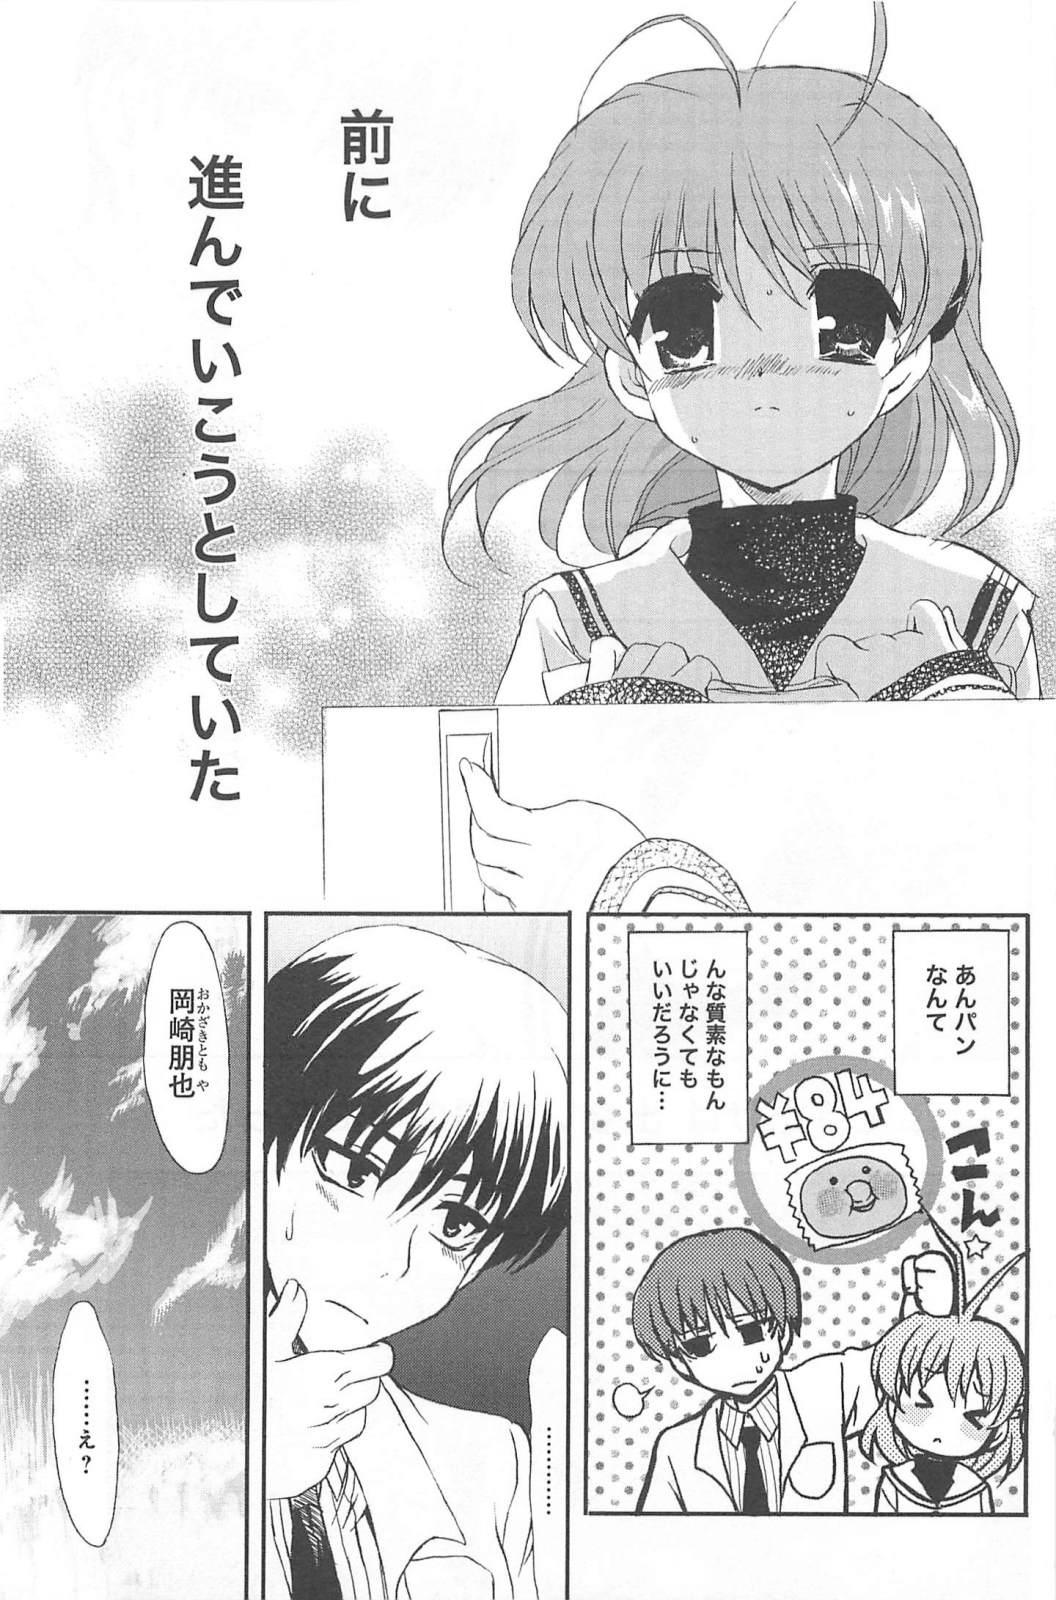 前に
進んでいこうとしていた
あんパン
なんて
んな質素なもん
じゃなくても
いいだろうに…
¥84
こん☆
………
岡崎朋也
おかざきともや
……え？